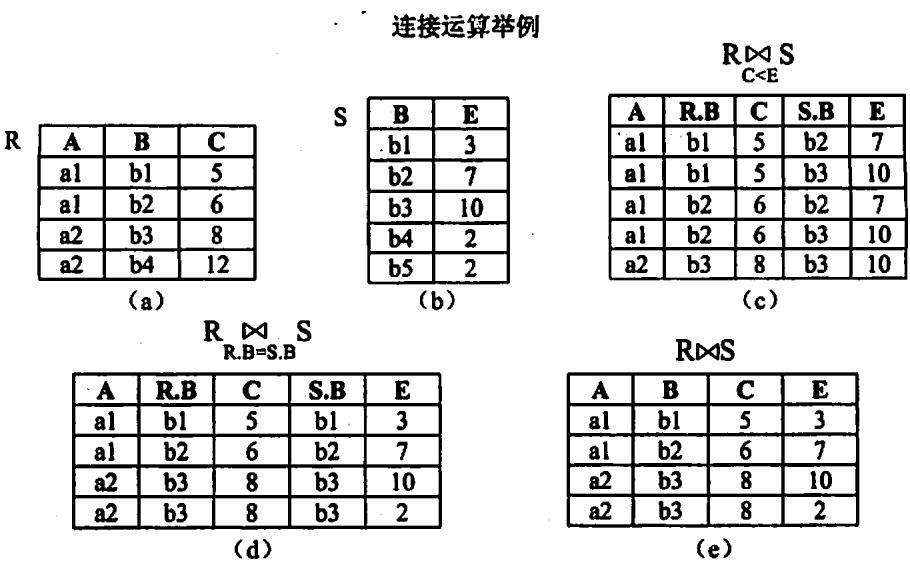 连接运算举例
R
A B C
a1 b1 5
a1 b2 6
a2 b3 8
a2 b4 12
(a)
S
B E
b1 3
b2 7
b3 10
b4 2
b5 2
(b)
R⋈S
C<E
A R.B C S.B E
a1 b1 5 b2 7
a1 b1 5 b3 10
a1 b2 6 b2 7
a1 b2 6 b3 10
a2 b3 8 b3 10
(c)
R ⋈ S
R.B=S.B
A R.B C S.B E
a1 b1 5 b1 3
a1 b2 6 b2 7
a2 b3 8 b3 10
a2 b3 8 b3 2
(d)
R⋈S
A B C E
a1 b1 5 3
a1 b2 6 7
a2 b3 8 10
a2 b3 8 2
(e)